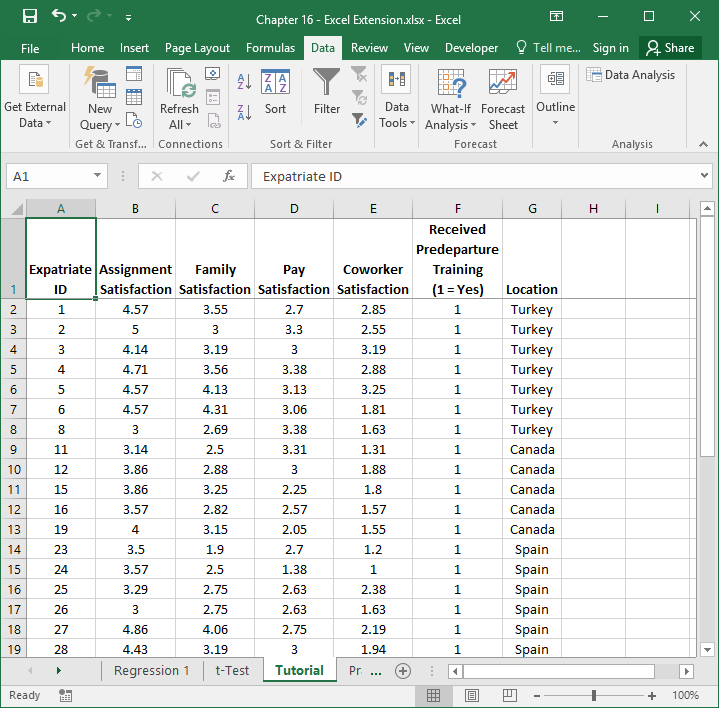 Chapter 16 - Excel Extension.xlsx - Excel
File Home Insert Page Layout Formulas Data Review View Developer Tell me... Sign in Share
Get External Data
New Query
Refresh All
Sort
Filter
Data Tools
What-If Analysis
Forecast Sheet
Outline
Data Analysis
Get & Transf... Connections Sort & Filter Forecast Analysis
A1 fx Expatriate ID
A B C D E F G H I
1 Expatriate ID Assignment Satisfaction Family Satisfaction Pay Satisfaction Coworker Satisfaction Received Predeparture Training (1 = Yes) Location
2 1 4.57 3.55 2.7 2.85 1 Turkey
3 2 5 3 3.3 2.55 1 Turkey
4 3 4.14 3.19 3 3.19 1 Turkey
5 4 4.71 3.56 3.38 2.88 1 Turkey
6 5 4.57 4.13 3.13 3.25 1 Turkey
7 6 4.57 4.31 3.06 1.81 1 Turkey
8 8 3 2.69 3.38 1.63 1 Turkey
9 11 3.14 2.5 3.31 1.31 1 Canada
10 12 3.86 2.88 3 1.88 1 Canada
11 15 3.86 3.25 2.25 1.8 1 Canada
12 16 3.57 2.82 2.57 1.57 1 Canada
13 19 4 3.15 2.05 1.55 1 Canada
14 23 3.5 1.9 2.7 1.2 1 Spain
15 24 3.57 2.5 1.38 1 1 Spain
16 25 3.29 2.75 2.63 2.38 1 Spain
17 26 3 2.75 2.63 1.63 1 Spain
18 27 4.86 4.06 2.75 2.19 1 Spain
19 28 4.43 3.19 3 1.94 1 Spain
Regression 1 t-Test Tutorial Pr ...
Ready 100%